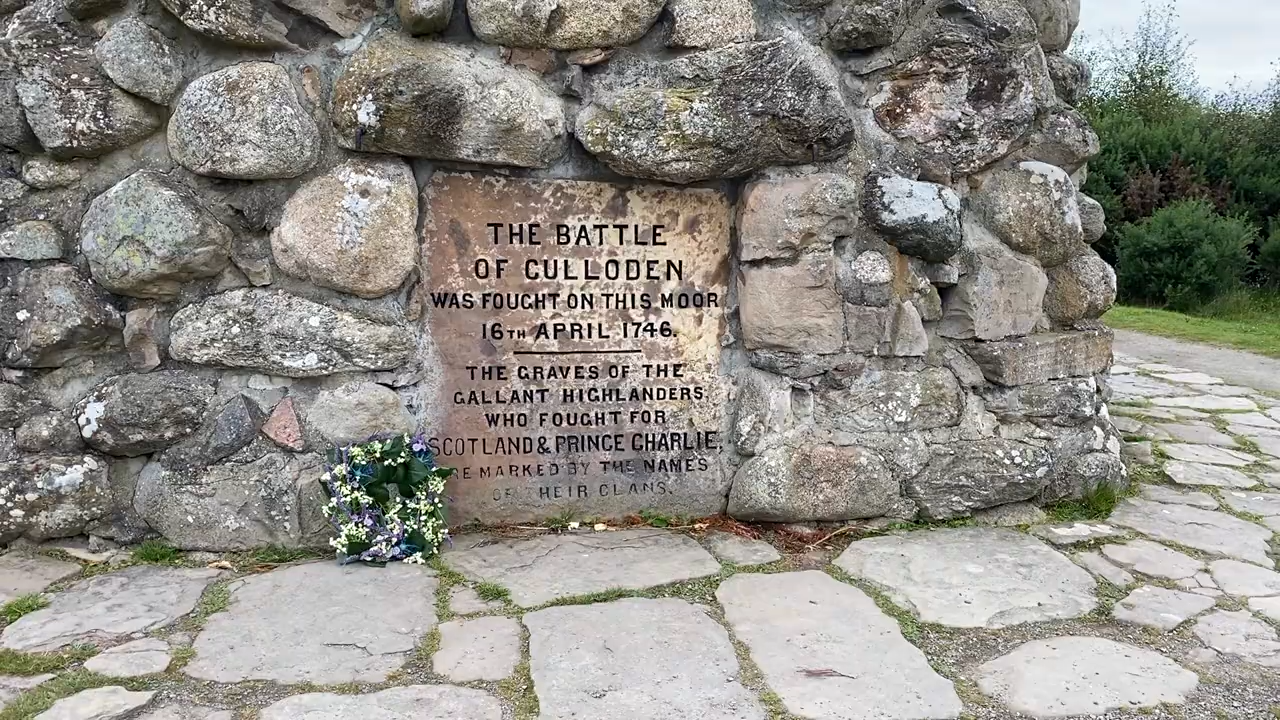 THE BATTLE
OF CULLODEN
WAS FOUGHT ON THIS MOOR
16TH APRIL 1746.
THE GRAVES OF THE
GALLANT HIGHLANDERS,
WHO FOUGHT FOR
SCOTLAND & PRINCE CHARLIE,
ARE MARKED BY THE NAMES
OF THEIR CLANS.